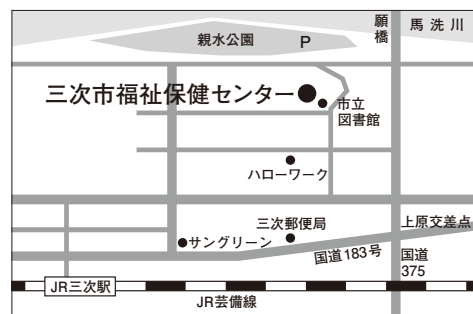 願橋
馬洗川
親水公園
P
三次市福祉保健センター
市立
図書館
ハローワーク
三次郵便局
上原交差点
サングリーン
国道183号
国道
375
JR三次駅
JR芸備線